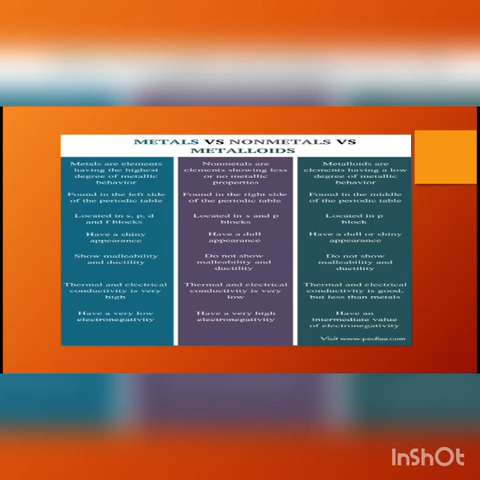 METALS VS NONMETALS VS
METALLOIDS
Metals are elements
having the highest
degree of metallic
behavior
Nonmetals are
elements showing less
or no metallic
properties
Metalloids are
elements having a low
degree of metallic
behavior
Found in the left side
of the periodic table
Found in the right side
of the periodic table
Found in the middle
of the periodic table
Located in s, p, d
and f blocks
Located in s and p
blocks
Located in p
block
Have a shiny
appearance
Have a dull
appearance
Have a dull or shiny
appearance
Show malleability
and ductility
Do not show
malleability and
ductility
Do not show
malleability and
ductility
Thermal and electrical
conductivity is very
high
Thermal and electrical
conductivity is very
low
Thermal and electrical
conductivity is good,
but less than metals
Have a very low
electronegativity
Have a very high
electronegativity
Have an
intermediate value
of electronegativity
Visit www.pediaa.com
InShOt